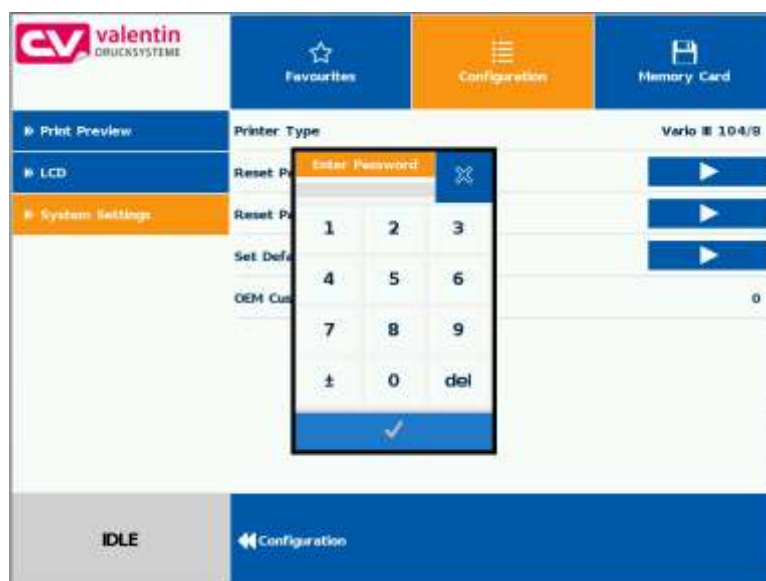 valentin
DRUCKSYSTEME
Favourites
Configuration
Memory Card
Print Preview
Printer Type
Vario III 104/8
LCD
Reset P
Enter Password
System Settings
Reset P
1 2 3
Set Defa
4 5 6
OEM Cus
0
7 8 9
± 0 del
IDLE
Configuration